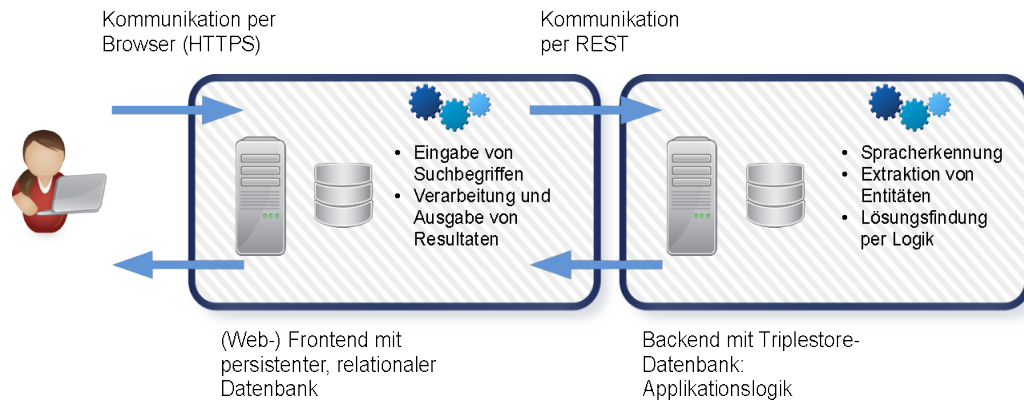 Kommunikation per
Browser (HTTPS)
Kommunikation
per REST
• Eingabe von
Suchbegriffen
• Verarbeitung und
Ausgabe von
Resultaten
• Spracherkennung
• Extraktion von
Entitäten
• Lösungsfindung
per Logik
(Web-) Frontend mit
persistenter, relationaler
Datenbank
Backend mit Triplestore-
Datenbank:
Applikationslogik